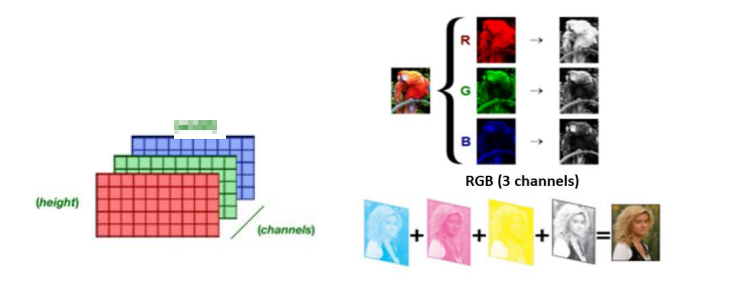 R
G
B
RGB (3 channels)
(height)
(channels)